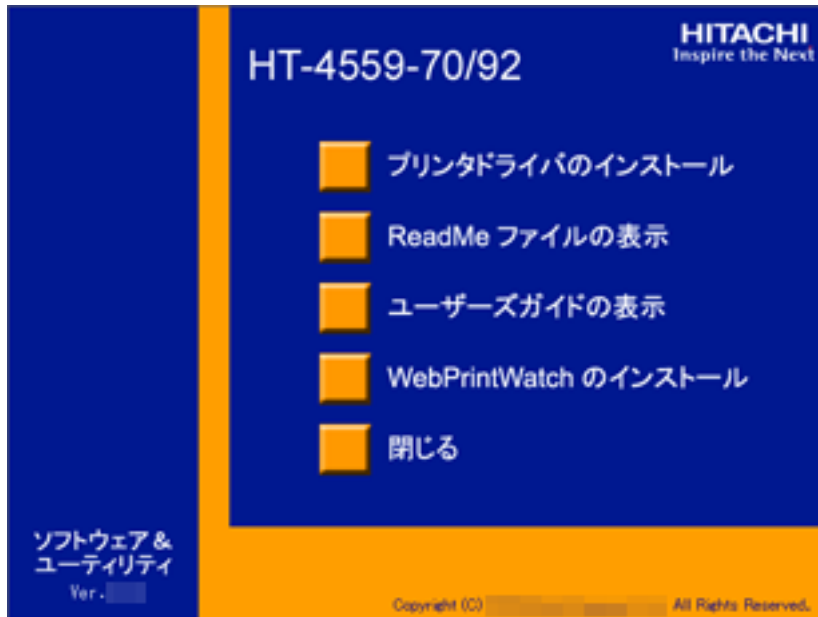 HITACHI
Inspire the Next
HT-4559-70/92
プリンタドライバのインストール
ReadMe ファイルの表示
ユーザーズガイドの表示
WebPrintWatch のインストール
閉じる
ソフトウェア &
ユーティリティ
Ver.
Copyright (C) All Rights Reserved.